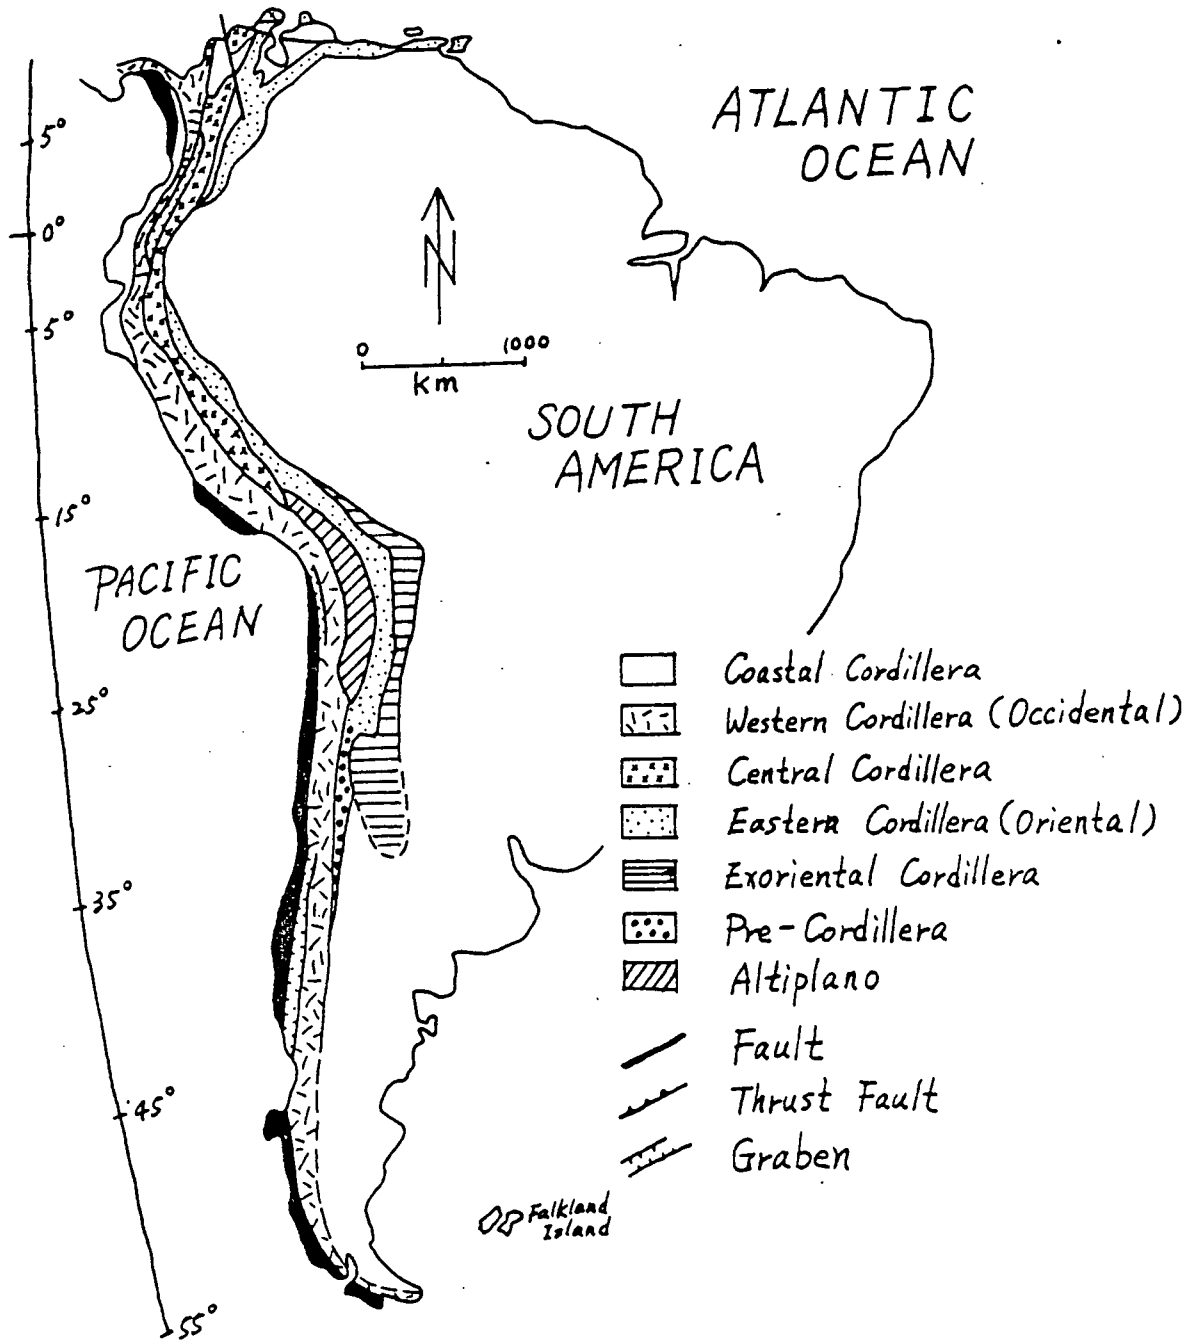 ATLANTIC
OCEAN
5°
0°
5°
15°
25°
35°
45°
55°
N
0 1000
km
SOUTH
AMERICA
PACIFIC
OCEAN
Coastal Cordillera
Western Cordillera (Occidental)
Central Cordillera
Eastern Cordillera (Oriental)
Exoriental Cordillera
Pre-Cordillera
Altiplano
Fault
Thrust Fault
Graben
Falkland
Island